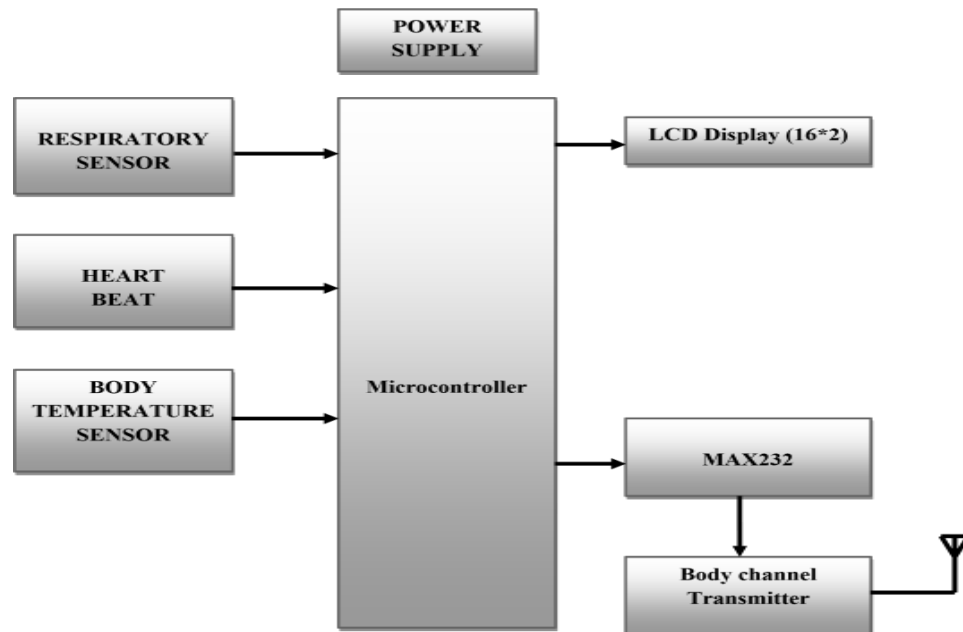 POWER
SUPPLY
RESPIRATORY
SENSOR
LCD Display (16*2)
HEART
BEAT
BODY
TEMPERATURE
SENSOR
Microcontroller
MAX232
Body channel
Transmitter